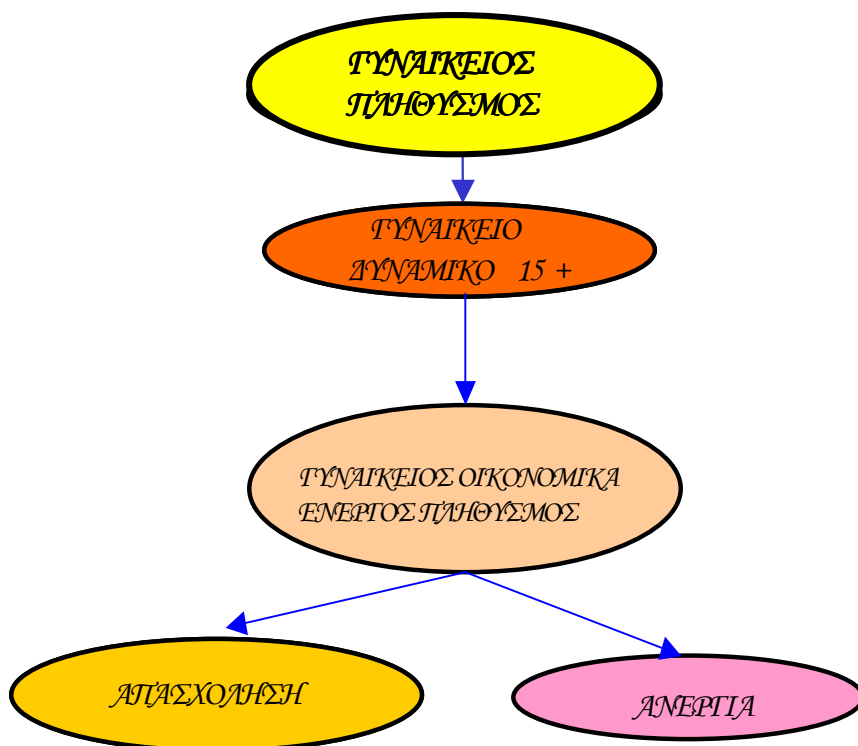 ΓΥΝΑΙΚΕΙΟΣ
ΠΛΗΘΥΣΜΟΣ
ΓΥΝΑΙΚΕΙΟ
ΔΥΝΑΜΙΚΟ 15 +
ΓΥΝΑΙΚΕΙΟΣ ΟΙΚΟΝΟΜΙΚΑ
ΕΝΕΡΓΟΣ ΠΛΗΘΥΣΜΟΣ
ΑΠΑΣΧΟΛΗΣΗ
ΑΝΕΡΓΙΑ